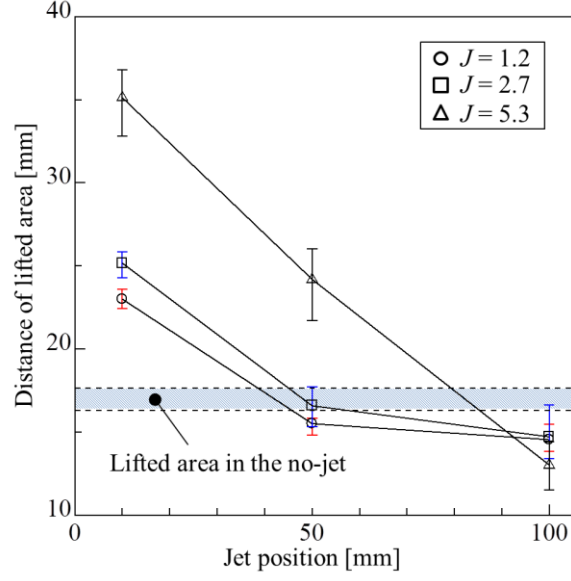 40
30
20
10
0
50
100
Distance of lifted area [mm]
Jet position [mm]
J = 1.2
J = 2.7
J = 5.3
Lifted area in the no-jet